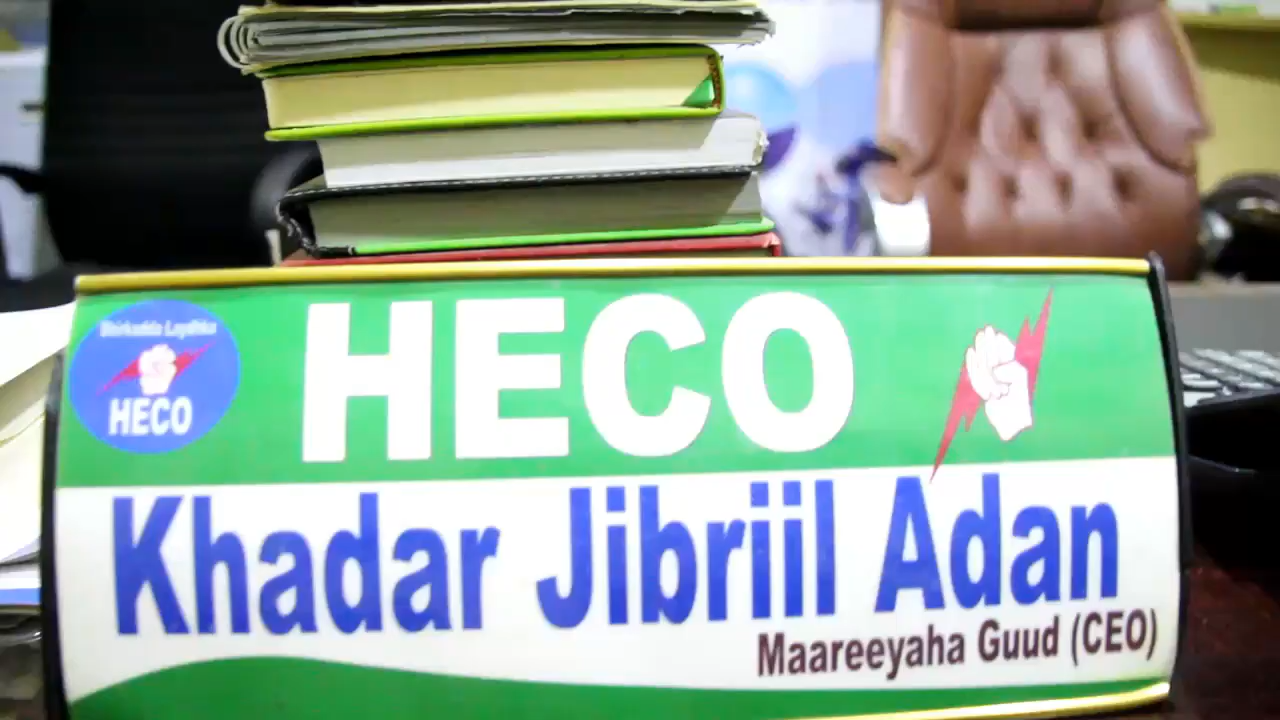 Shirkadda Laydhka
HECO
HECO
Khadar Jibriil Adan
Maareeyaha Guud (CEO)